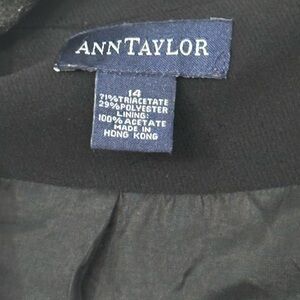 ANN TAYLOR
14
71% TRIACETATE
29% POLYESTER
LINING:
100% ACETATE
MADE IN
HONG KONG